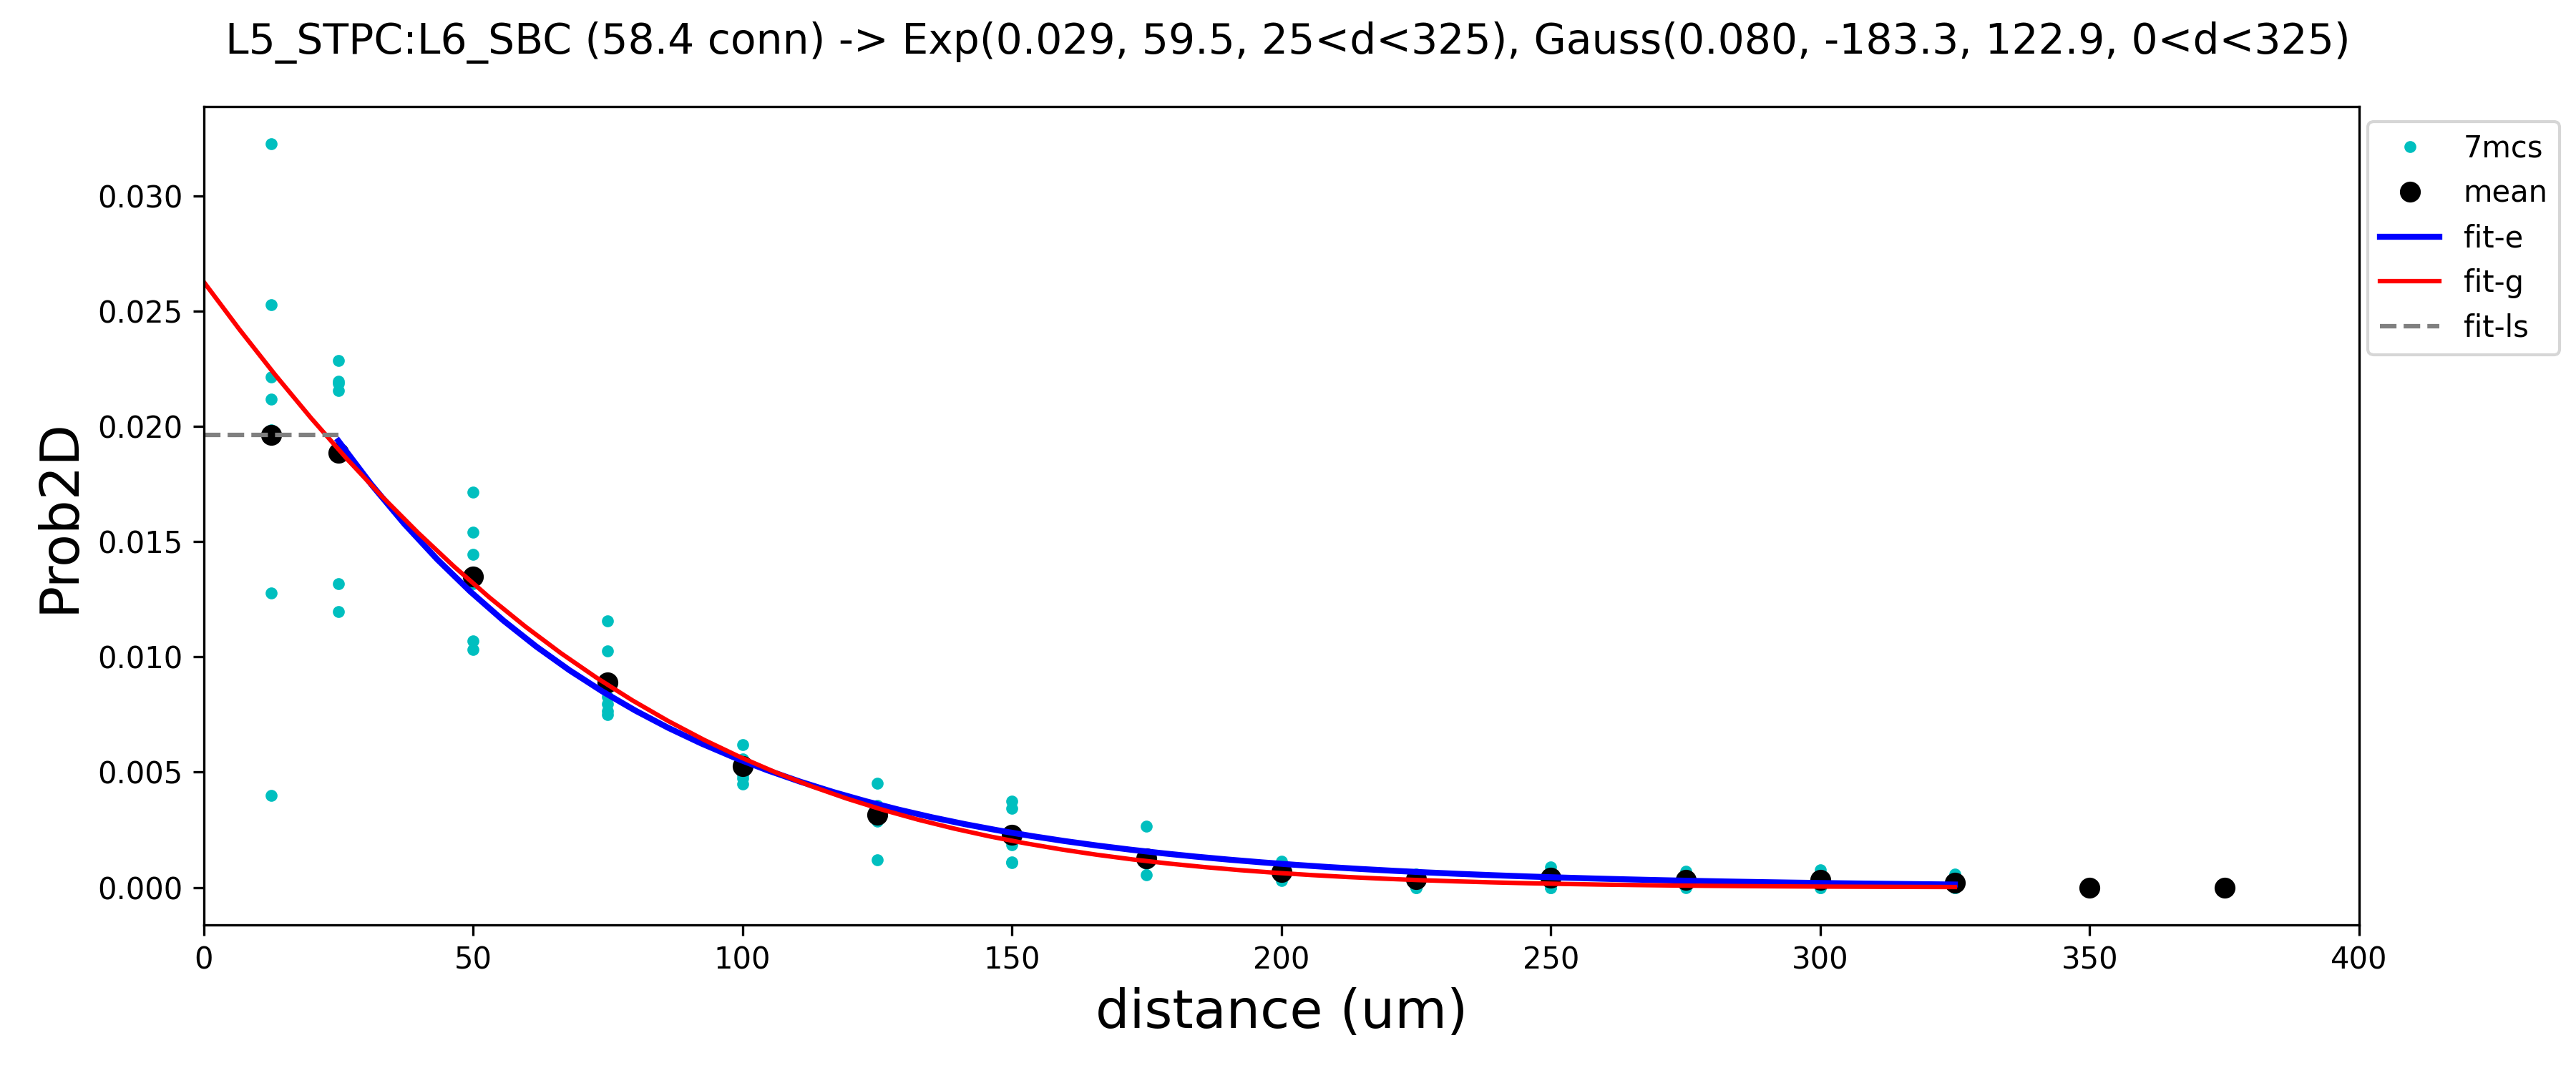 L5_STPC:L6_SBC (58.4 conn) -> Exp(0.029, 59.5, 25<d<325), Gauss(0.080, -183.3, 122.9, 0<d<325)
7mcs
mean
fit-e
fit-g
fit-ls
Prob2D
0.030
0.025
0.020
0.015
0.010
0.005
0.000
0 50 100 150 200 250 300 350 400
distance (um)